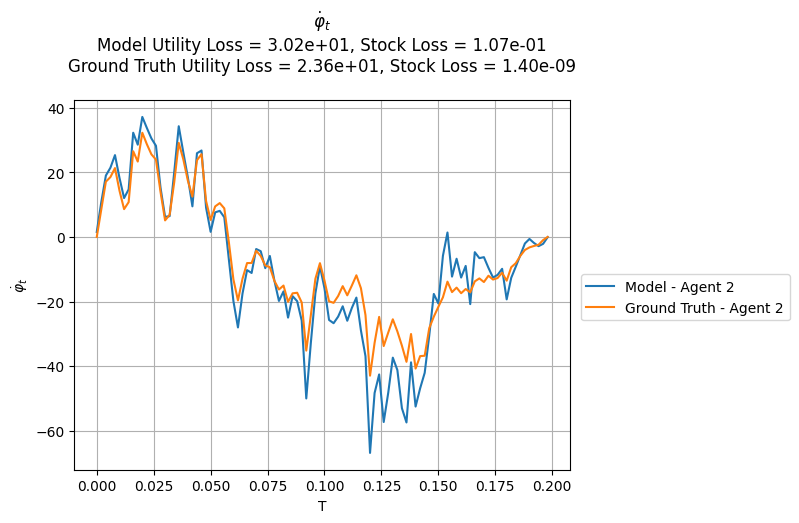 φ̇ₜ
Model Utility Loss = 3.02e+01, Stock Loss = 1.07e-01
Ground Truth Utility Loss = 2.36e+01, Stock Loss = 1.40e-09
φ̇ₜ
40
20
0
−20
−40
−60
0.000 0.025 0.050 0.075 0.100 0.125 0.150 0.175 0.200
T
Model - Agent 2
Ground Truth - Agent 2